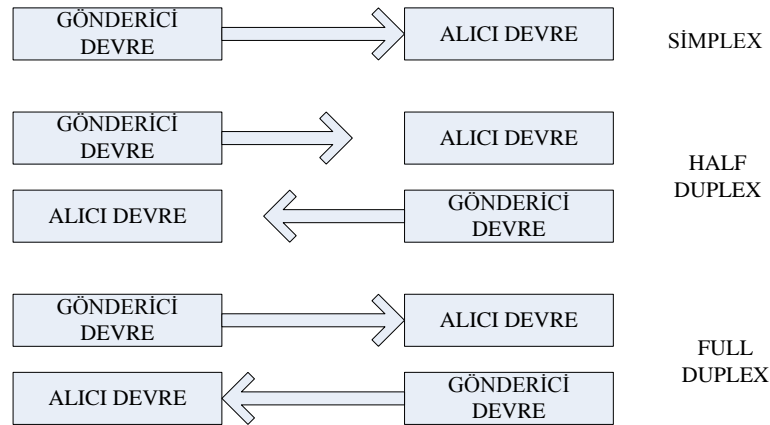 GÖNDERİCİ
DEVRE
ALICI DEVRE
SİMPLEX
GÖNDERİCİ
DEVRE
ALICI DEVRE
HALF
DUPLEX
ALICI DEVRE
GÖNDERİCİ
DEVRE
GÖNDERİCİ
DEVRE
ALICI DEVRE
FULL
DUPLEX
ALICI DEVRE
GÖNDERİCİ
DEVRE